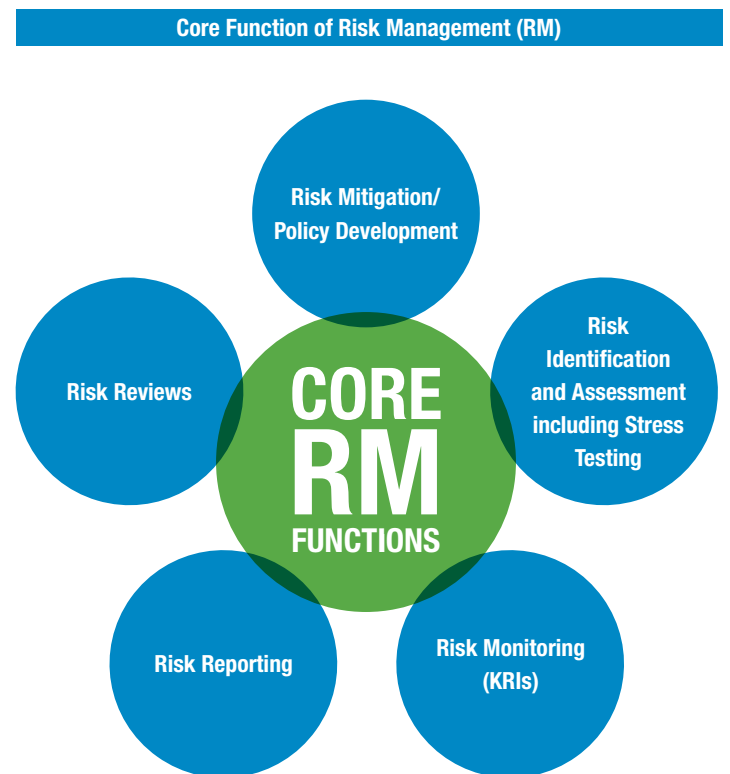 Core Function of Risk Management (RM)
Risk Mitigation/
Policy Development
Risk
Identification
and Assessment
including Stress
Testing
Risk Reviews
CORE
RM
FUNCTIONS
Risk Monitoring
(KRIs)
Risk Reporting